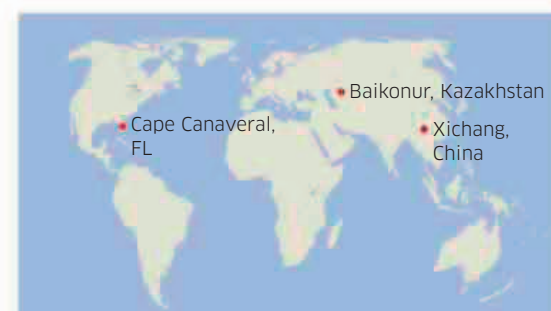 Baikonur, Kazakhstan
Cape Canaveral,
FL
Xichang,
China